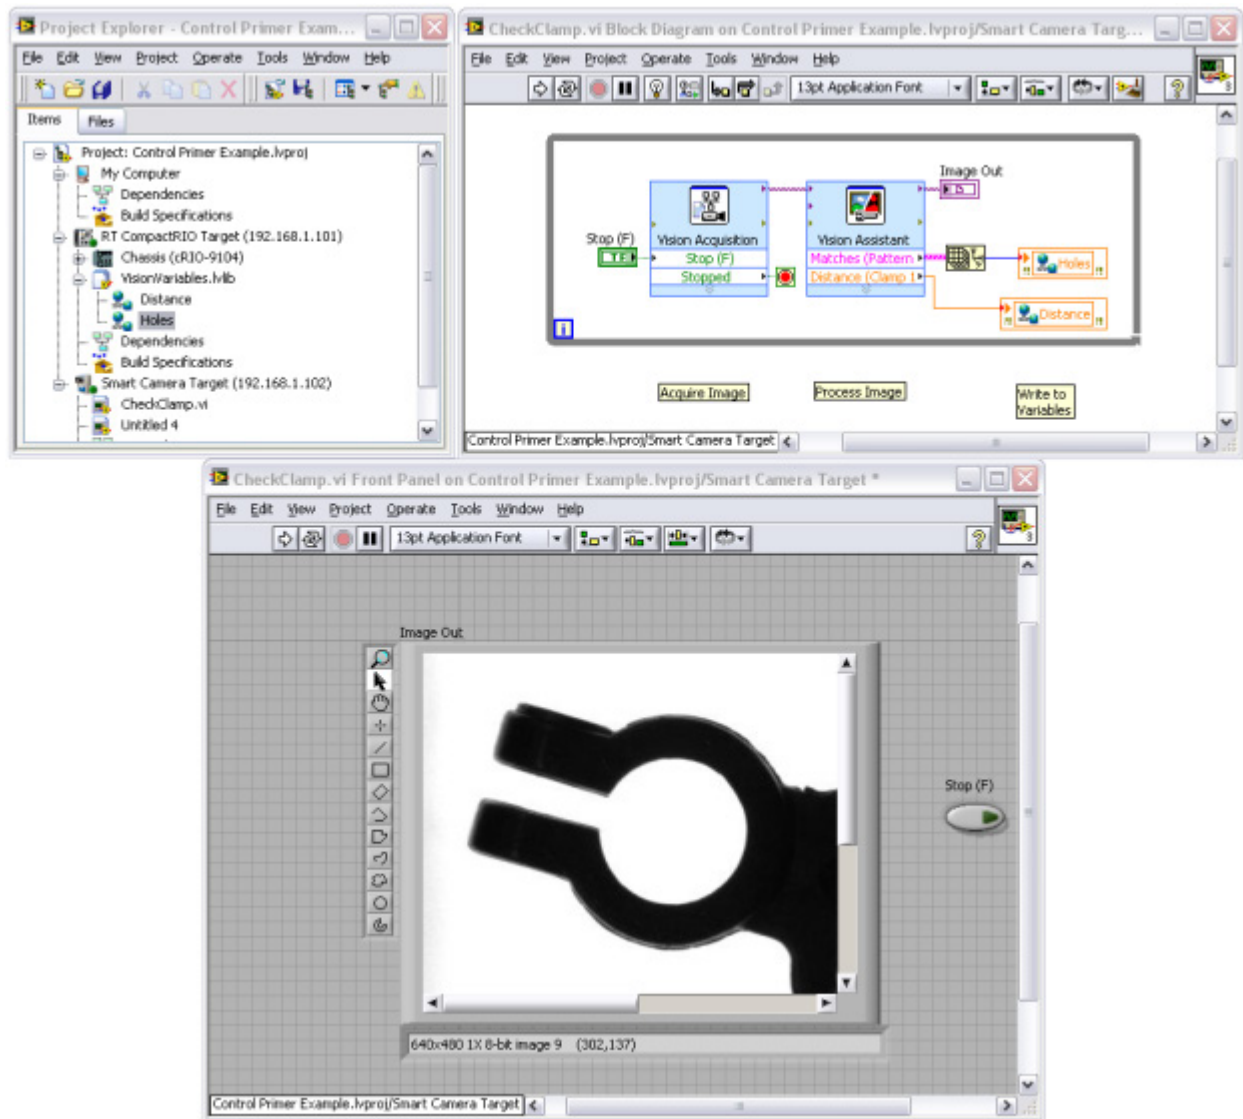 Project Explorer - Control Primer Exam...
File Edit View Project Operate Tools Window Help
Items Files
Project: Control Primer Example.lvproj
My Computer
Dependencies
Build Specifications
RT CompactRIO Target (192.168.1.101)
Chassis (cRIO-9104)
VisionVariables.lvlib
Distance
Holes
Dependencies
Build Specifications
Smart Camera Target (192.168.1.102)
CheckClamp.vi
Untitled 4
CheckClamp.vi Block Diagram on Control Primer Example.lvproj/Smart Camera Targ...
File Edit View Project Operate Tools Window Help
13pt Application Font
3
Image Out
Stop (F)
TF
Vision Acquisition
Stop (F)
Stopped
Vision Assistant
Matches (Pattern
Distance (Clamp 1
Holes
Distance
i
Acquire Image
Process Image
Write to
Variables
Control Primer Example.lvproj/Smart Camera Target
CheckClamp.vi Front Panel on Control Primer Example.lvproj/Smart Camera Target *
File Edit View Project Operate Tools Window Help
13pt Application Font
3
Image Out
Stop (F)
640x480 1X 8-bit image 9 (302,137)
Control Primer Example.lvproj/Smart Camera Target